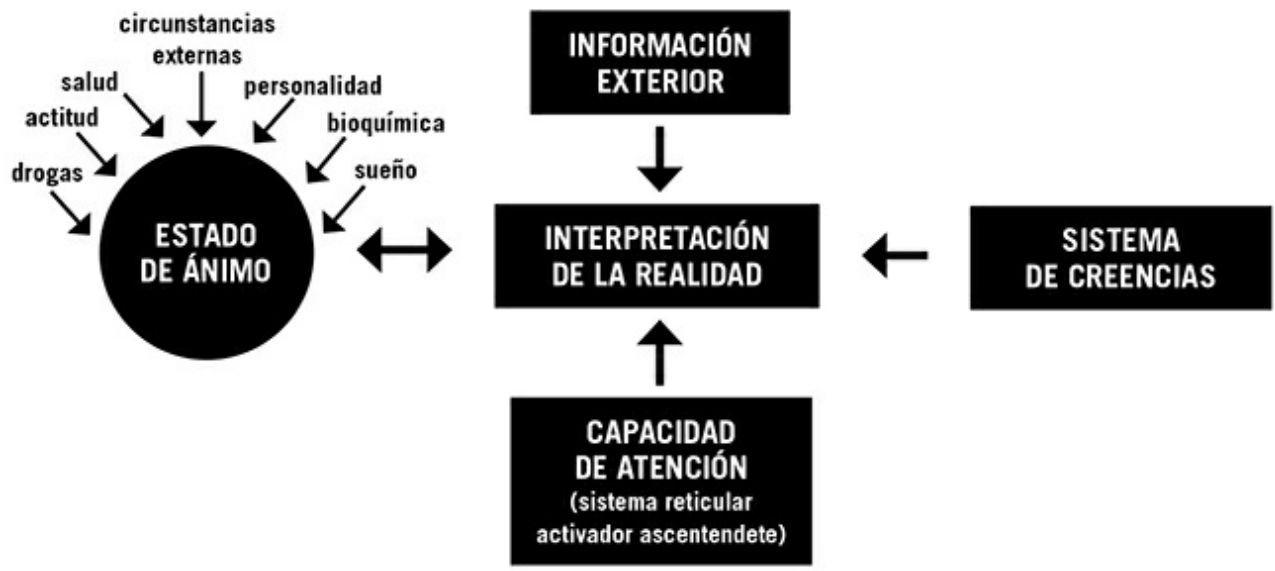 circunstancias
externas
salud
personalidad
actitud
bioquímica
drogas
sueño
ESTADO
DE ÁNIMO
INFORMACIÓN
EXTERIOR
INTERPRETACIÓN
DE LA REALIDAD
SISTEMA
DE CREENCIAS
CAPACIDAD
DE ATENCIÓN
(sistema reticular
activador ascentendete)